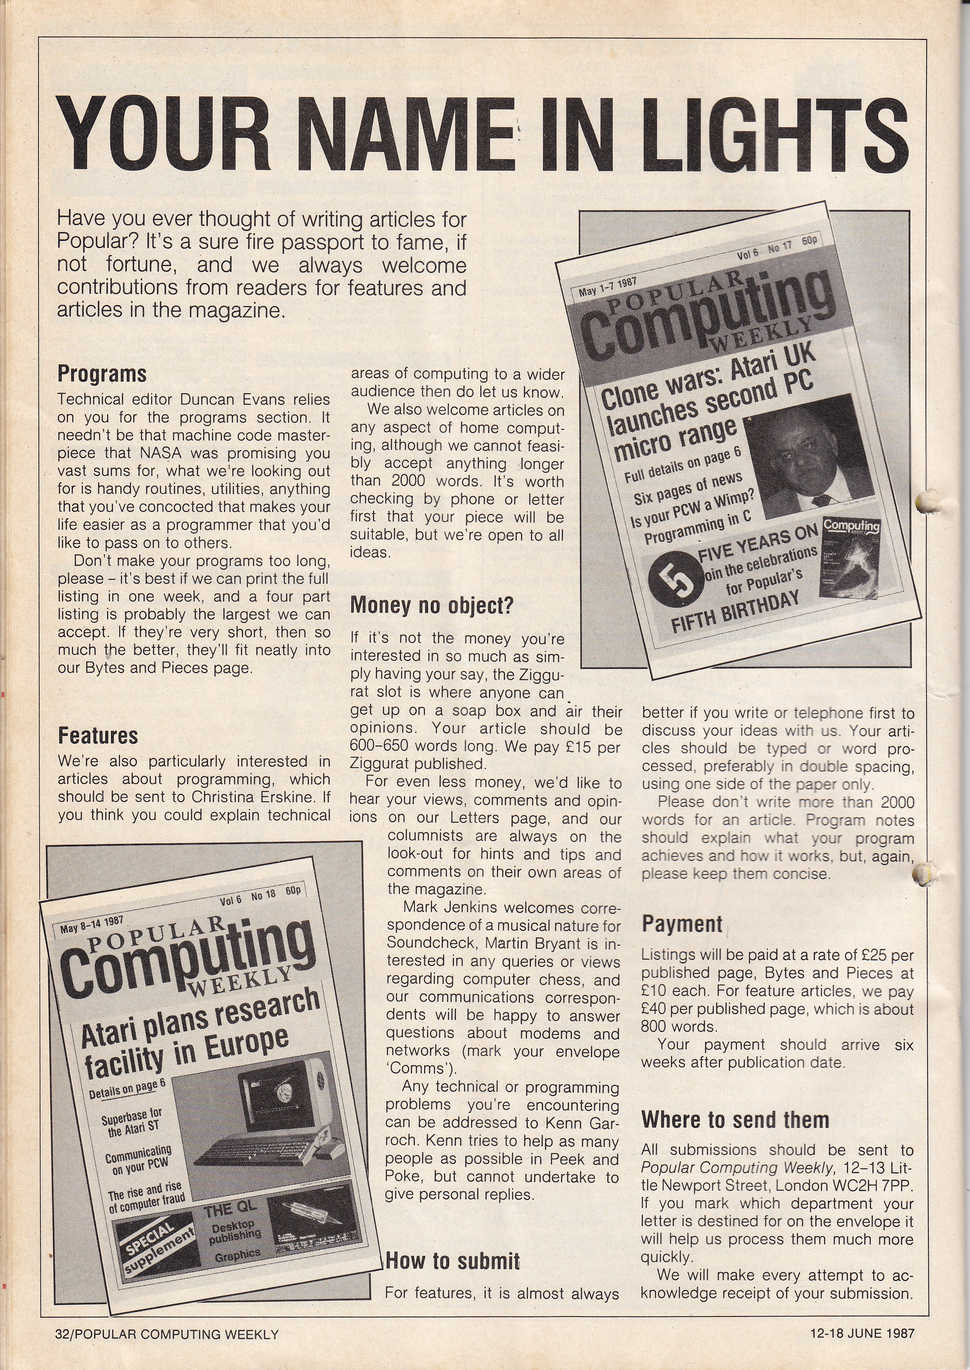 YOUR NAME IN LIGHTS
Have you ever thought of writing articles for
Popular? It's a sure fire passport to fame, if
not fortune, and we always welcome
contributions from readers for features and
articles in the magazine.
Programs
Technical editor Duncan Evans relies
on you for the programs section. It
needn't be that machine code master-
piece that NASA was promising you
vast sums for, what we're looking out
for is handy routines, utilities, anything
that you've concocted that makes your
life easier as a programmer that you'd
like to pass on to others.
Don't make your programs too long,
please – it's best if we can print the full
listing in one week, and a four part
listing is probably the largest we can
accept. If they're very short, then so
much the better, they'll fit neatly into
our Bytes and Pieces page.
Features
We're also particularly interested in
articles about programming, which
should be sent to Christina Erskine. If
you think you could explain technical
areas of computing to a wider
audience then do let us know.
We also welcome articles on
any aspect of home comput-
ing, although we cannot feasi-
bly accept anything longer
than 2000 words. It's worth
checking by phone or letter
first that your piece will be
suitable, but we're open to all
ideas.
Money no object?
If it's not the money you're
interested in so much as sim-
ply having your say, the Ziggu-
rat slot is where anyone can
get up on a soap box and air their
opinions. Your article should be
600–650 words long. We pay £15 per
Ziggurat published.
For even less money, we'd like to
hear your views, comments and opin-
ions on our Letters page, and our
columnists are always on the
look-out for hints and tips and
comments on their own areas of
the magazine.
Mark Jenkins welcomes corre-
spondence of a musical nature for
Soundcheck, Martin Bryant is in-
terested in any queries or views
regarding computer chess, and
our communications correspon-
dents will be happy to answer
questions about modems and
networks (mark your envelope
'Comms').
Any technical or programming
problems you're encountering
can be addressed to Kenn Gar-
roch. Kenn tries to help as many
people as possible in Peek and
Poke, but cannot undertake to
give personal replies.
How to submit
For features, it is almost always
better if you write or telephone first to
discuss your ideas with us. Your arti-
cles should be typed or word pro-
cessed, preferably in double spacing,
using one side of the paper only.
Please don't write more than 2000
words for an article. Program notes
should explain what your program
achieves and how it works, but, again,
please keep them concise.
Payment
Listings will be paid at a rate of £25 per
published page, Bytes and Pieces at
£10 each. For feature articles, we pay
£40 per published page, which is about
800 words.
Your payment should arrive six
weeks after publication date.
Where to send them
All submissions should be sent to
Popular Computing Weekly, 12–13 Lit-
tle Newport Street, London WC2H 7PP.
If you mark which department your
letter is destined for on the envelope it
will help us process them much more
quickly.
We will make every attempt to ac-
knowledge receipt of your submission.
May 1–7 1987 Vol 6 No 17 60p
POPULAR
Computing
WEEKLY
Clone wars: Atari UK
launches second PC
micro range
Full details on page 6
Six pages of news
Is your PCW a Wimp?
Programming in C
5 FIVE YEARS ON
oin the celebrations
for Popular's
FIFTH BIRTHDAY
Computing
May 8–14 1987 Vol 6 No 18 60p
POPULAR
Computing
WEEKLY
Atari plans research
facility in Europe
Details on page 6
Superbase for
the Atari ST
Communicating
on your PCW
The rise and rise
of computer fraud
SPECIAL
supplement
THE QL
Desktop
publishing
Graphics
32/POPULAR COMPUTING WEEKLY
12-18 JUNE 1987